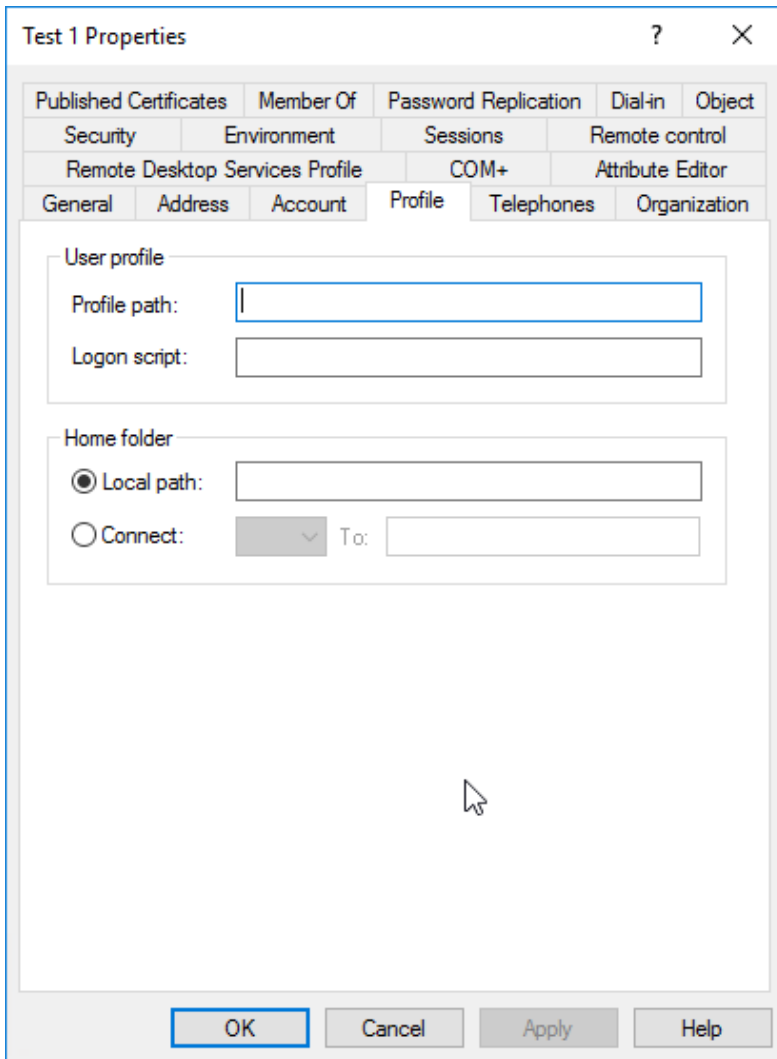 Test 1 Properties ?
Published Certificates Member Of Password Replication Dial-in Object
Security Environment Sessions Remote control
Remote Desktop Services Profile COM+ Attribute Editor
General Address Account Profile Telephones Organization
User profile
Profile path:
Logon script:
Home folder
Local path:
Connect: To:
OK Cancel Apply Help